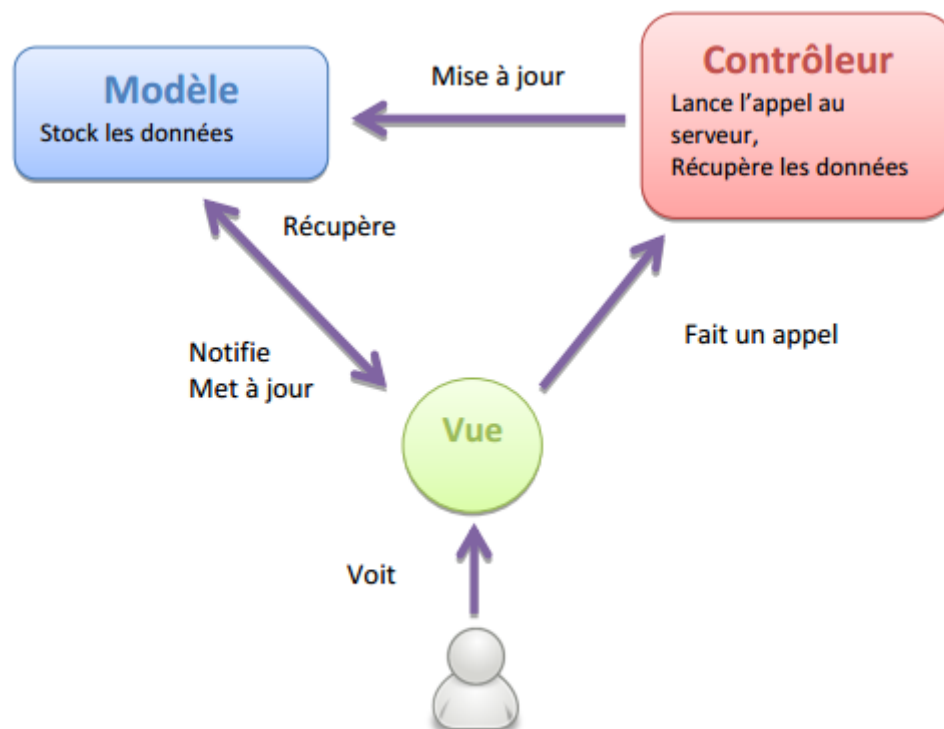 Modèle
Stock les données
Mise à jour
Contrôleur
Lance l’appel au
serveur,
Récupère les données
Récupère
Fait un appel
Notifie
Met à jour
Vue
Voit